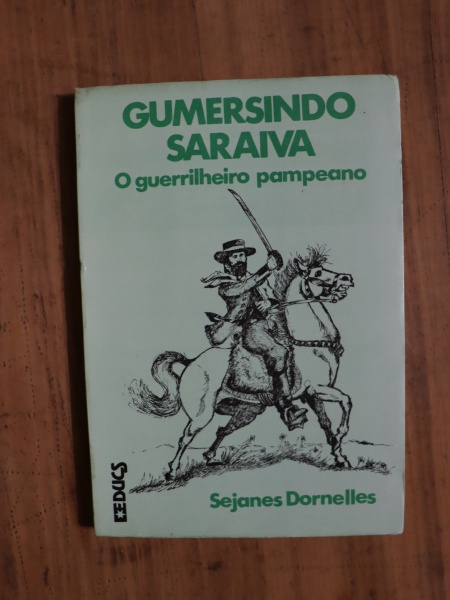 GUMERSINDO
SARAIVA
O guerrilheiro pampeano
EDUCS
Sejanes Dornelles